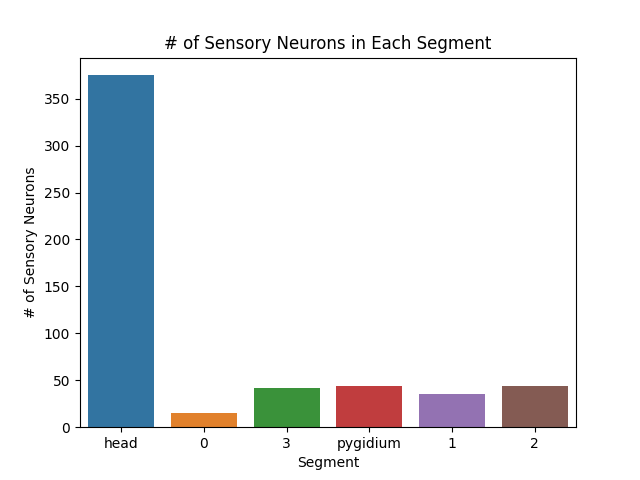 # of Sensory Neurons in Each Segment
# of Sensory Neurons
350
300
250
200
150
100
50
0
head 0 3 pygidium 1 2
Segment